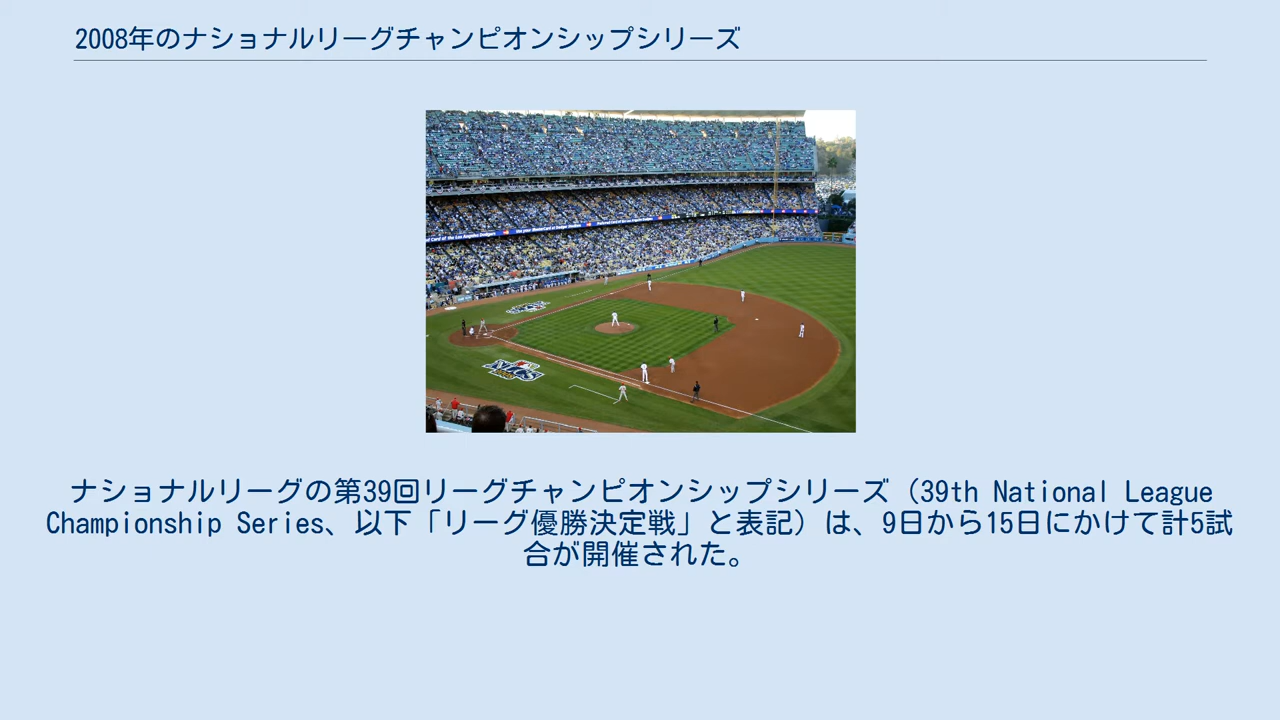 2008年のナショナルリーグチャンピオンシップシリーズ
NLCS
ナショナルリーグの第39回リーグチャンピオンシップシリーズ（39th National League
Championship Series、以下「リーグ優勝決定戦」と表記）は、9日から15日にかけて計5試
合が開催された。